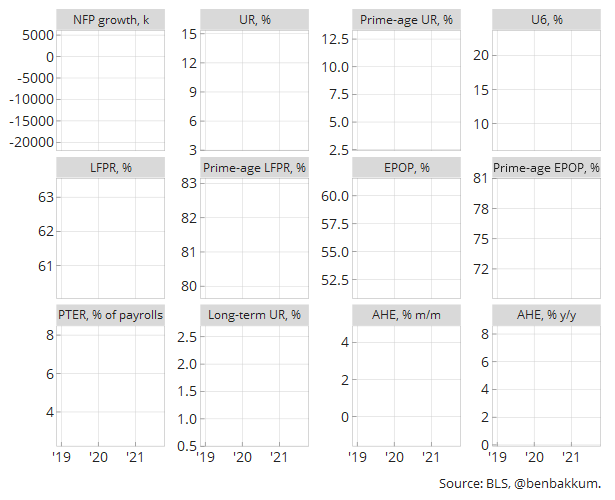 NFP growth, k
UR, %
Prime-age UR, %
U6, %
5000
0
-5000
-10000
-15000
-20000
15
12
9
6
3
12.5
10.0
7.5
5.0
2.5
20
15
10
LFPR, %
Prime-age LFPR, %
EPOP, %
Prime-age EPOP, %
63
62
61
83
82
81
80
60.0
57.5
55.0
52.5
81
78
75
72
PTER, % of payrolls
Long-term UR, %
AHE, % m/m
AHE, % y/y
8
6
4
2.5
2.0
1.5
1.0
0.5
4
2
0
8
6
4
2
0
'19 '20 '21
'19 '20 '21
'19 '20 '21
'19 '20 '21
Source: BLS, @benbakkum.